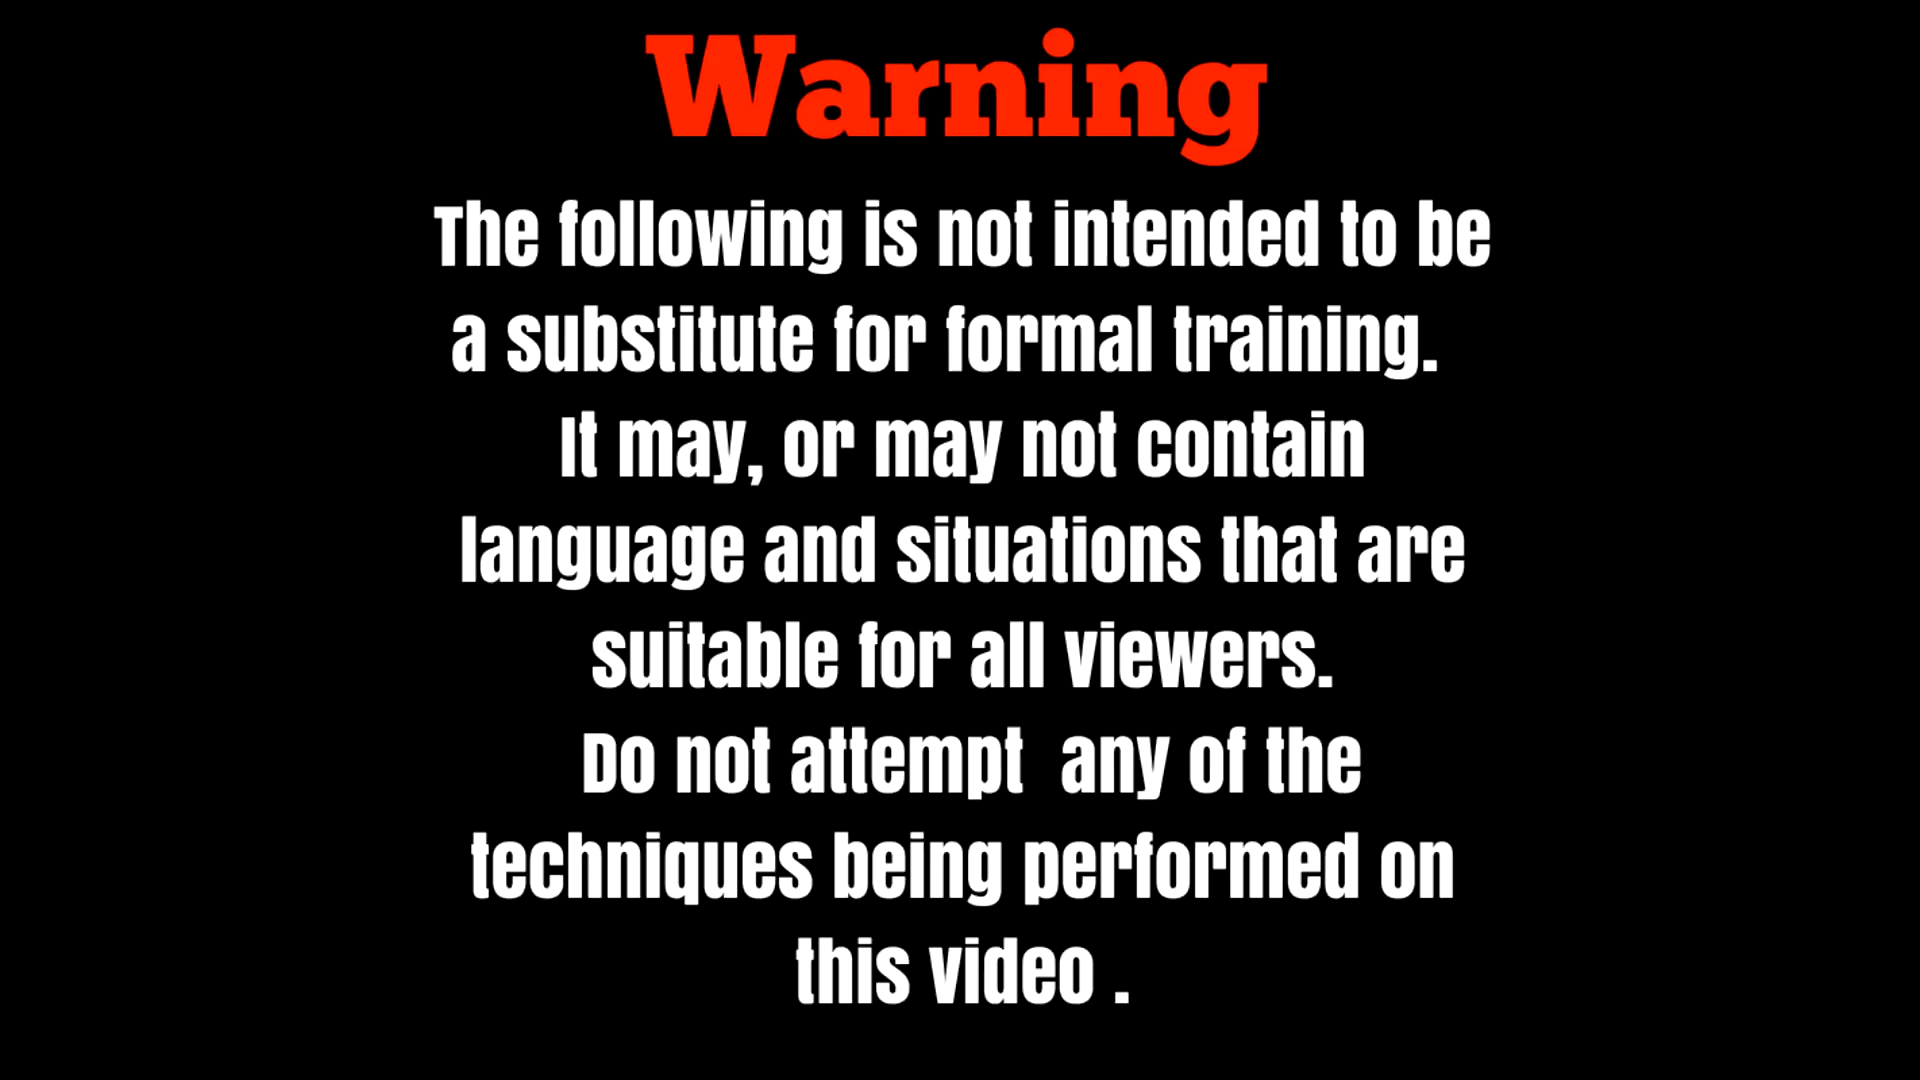 Warning
The following is not intended to be
a substitute for formal training.
It may, or may not contain
language and situations that are
suitable for all viewers.
Do not attempt  any of the
techniques being performed on
this video .